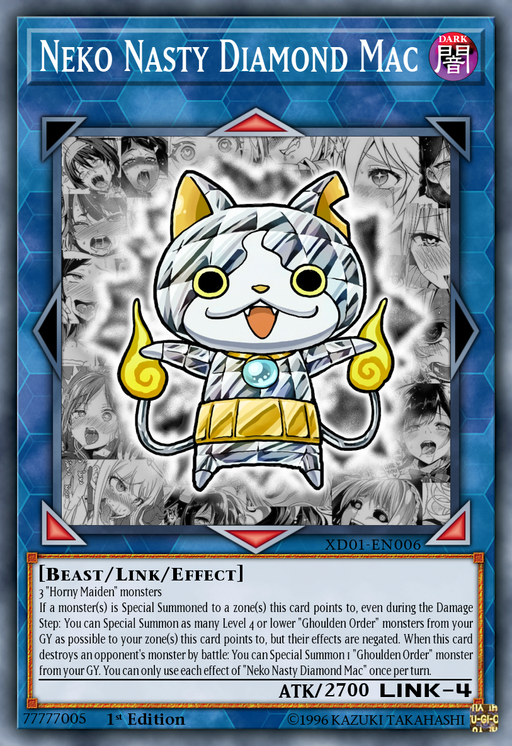 NEKO NASTY DIAMOND MAC
DARK
闇
XD01-EN006
[BEAST/LINK/EFFECT]
3 "Horny Maiden" monsters
If a monster(s) is Special Summoned to a zone(s) this card points to, even during the Damage
Step: You can Special Summon as many Level 4 or lower "Ghoulden Order" monsters from your
GY as possible to your zone(s) this card points to, but their effects are negated. When this card
destroys an opponent's monster by battle: You can Special Summon 1 "Ghoulden Order" monster
from your GY. You can only use each effect of "Neko Nasty Diamond Mac" once per turn.
ATK/2700 LINK-4
77777005 1st Edition ©1996 KAZUKI TAKAHASHI